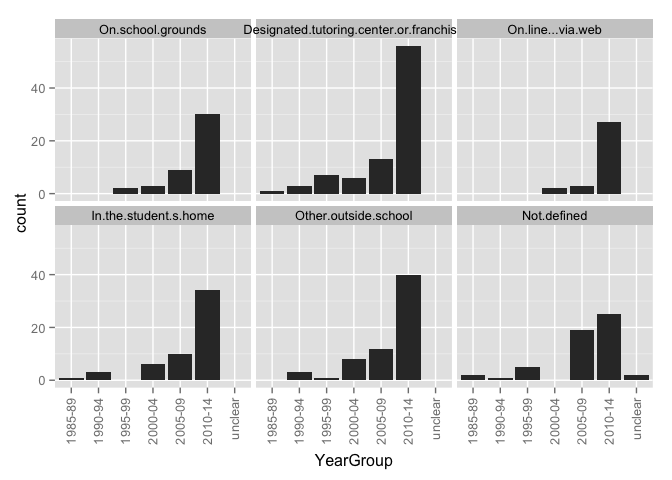 On.school.grounds
Designated.tutoring.center.or.franchis
On.line...via.web
40
20
0
count
In.the.student.s.home
Other.outside.school
Not.defined
40
20
0
1985-89
1990-94
1995-99
2000-04
2005-09
2010-14
unclear
1985-89
1990-94
1995-99
2000-04
2005-09
2010-14
unclear
1985-89
1990-94
1995-99
2000-04
2005-09
2010-14
unclear
YearGroup